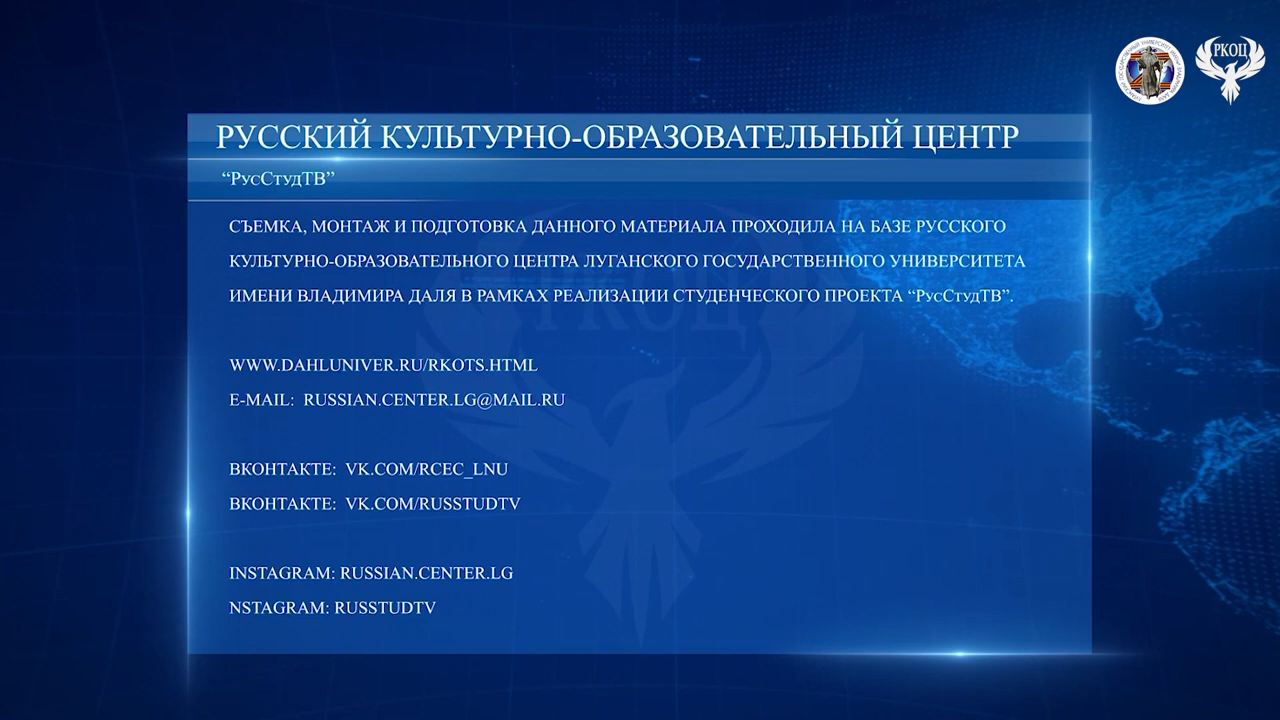 РКОЦ
РУССКИЙ КУЛЬТУРНО-ОБРАЗОВАТЕЛЬНЫЙ ЦЕНТР
“РусСтудТВ”
СЪЕМКА, МОНТАЖ И ПОДГОТОВКА ДАННОГО МАТЕРИАЛА ПРОХОДИЛА НА БАЗЕ РУССКОГО
КУЛЬТУРНО-ОБРАЗОВАТЕЛЬНОГО ЦЕНТРА ЛУГАНСКОГО ГОСУДАРСТВЕННОГО УНИВЕРСИТЕТА
ИМЕНИ ВЛАДИМИРА ДАЛЯ В РАМКАХ РЕАЛИЗАЦИИ СТУДЕНЧЕСКОГО ПРОЕКТА “РусСтудТВ”.
РКОЦ
WWW.DAHLUNIVER.RU/RKOTS.HTML
E-MAIL: RUSSIAN.CENTER.LG@MAIL.RU
ВКОНТАКТЕ: VK.COM/RCEC_LNU
ВКОНТАКТЕ: VK.COM/RUSSTUDTV
INSTAGRAM: RUSSIAN.CENTER.LG
NSTAGRAM: RUSSTUDTV